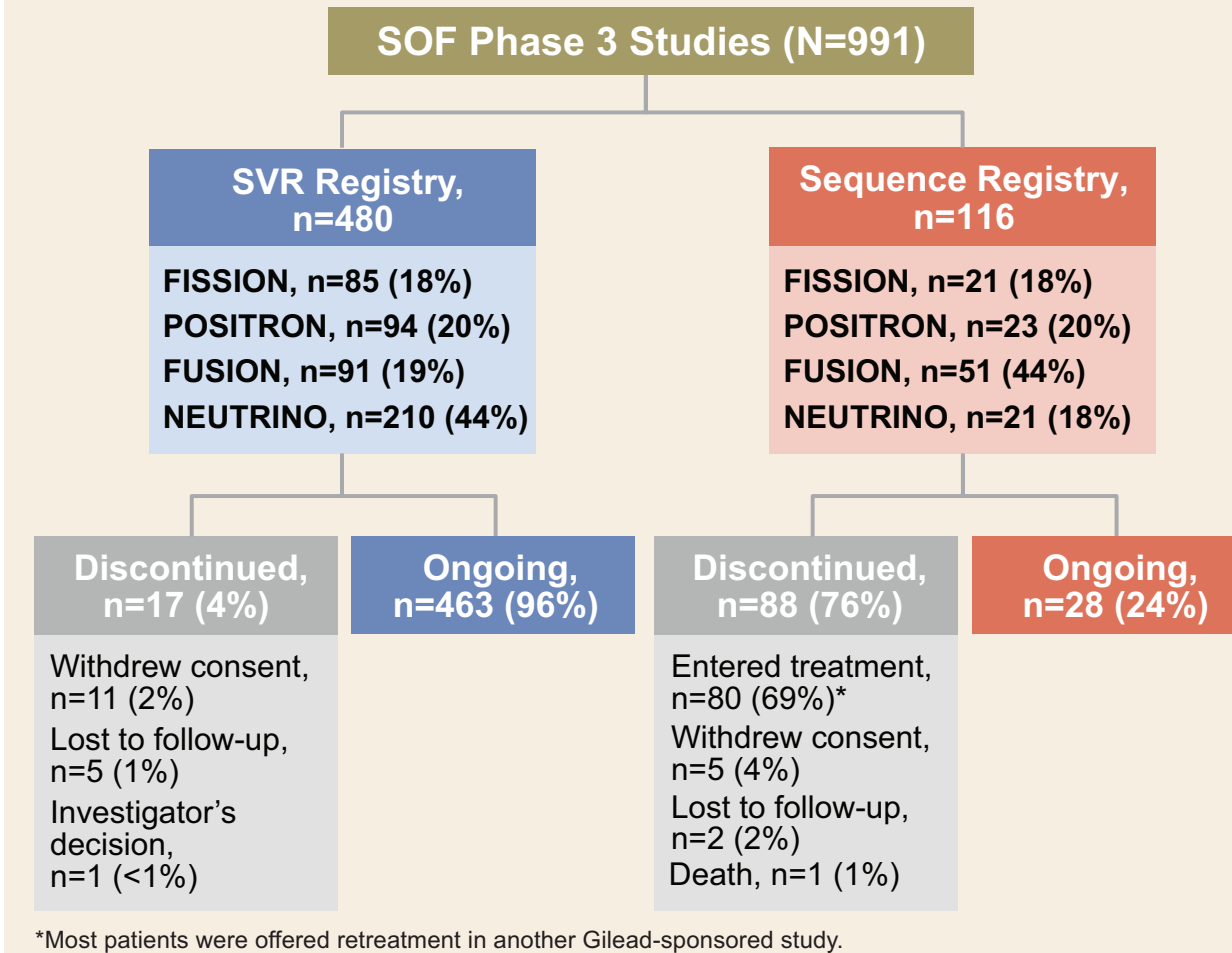 SOF Phase 3 Studies (N=991)
SVR Registry,
n=480
FISSION, n=85 (18%)
POSITRON, n=94 (20%)
FUSION, n=91 (19%)
NEUTRINO, n=210 (44%)
Sequence Registry,
n=116
FISSION, n=21 (18%)
POSITRON, n=23 (20%)
FUSION, n=51 (44%)
NEUTRINO, n=21 (18%)
Discontinued,
n=17 (4%)
Withdrew consent,
n=11 (2%)
Lost to follow-up,
n=5 (1%)
Investigator’s
decision,
n=1 (<1%)
Ongoing,
n=463 (96%)
Discontinued,
n=88 (76%)
Entered treatment,
n=80 (69%)*
Withdrew consent,
n=5 (4%)
Lost to follow-up,
n=2 (2%)
Death, n=1 (1%)
Ongoing,
n=28 (24%)
*Most patients were offered retreatment in another Gilead-sponsored study.